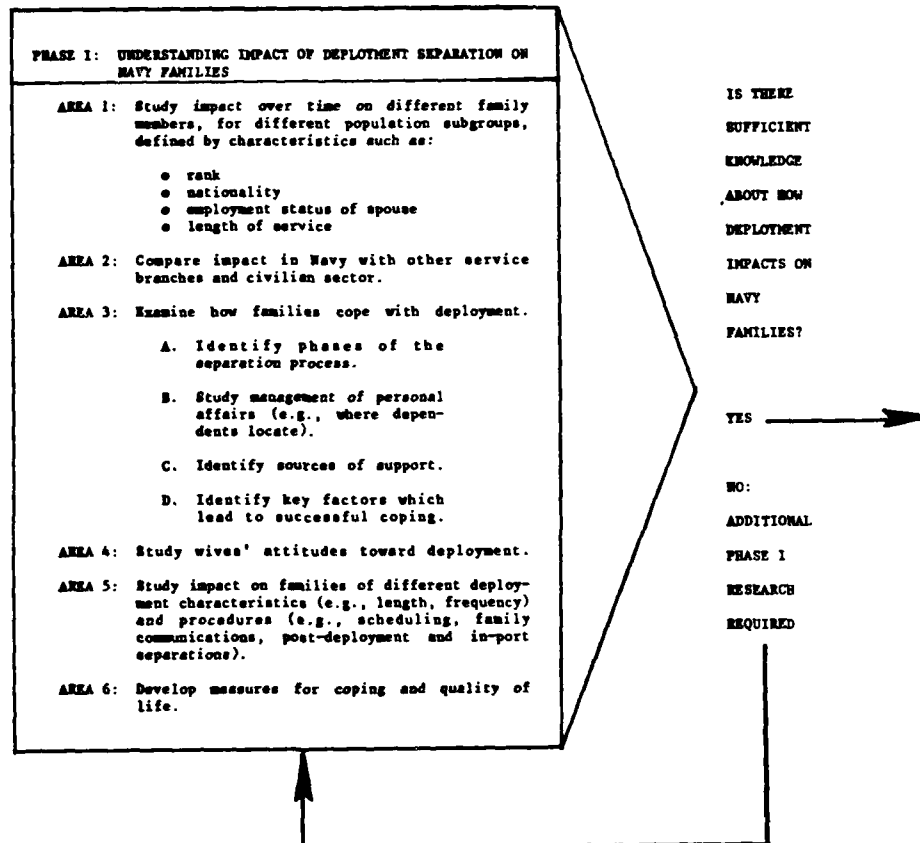 PHASE I: UNDERSTANDING IMPACT OF DEPLOYMENT SEPARATION ON
NAVY FAMILIES
AREA 1: Study impact over time on different family
members, for different population subgroups,
defined by characteristics such as:
● rank
● nationality
● employment status of spouse
● length of service
AREA 2: Compare impact in Navy with other service
branches and civilian sector.
AREA 3: Examine how families cope with deployment.
A. Identify phases of the
separation process.
B. Study management of personal
affairs (e.g., where depen-
dents locate).
C. Identify sources of support.
D. Identify key factors which
lead to successful coping.
AREA 4: Study wives' attitudes toward deployment.
AREA 5: Study impact on families of different deploy-
ment characteristics (e.g., length, frequency)
and procedures (e.g., scheduling, family
communications, post-deployment and in-port
separations).
AREA 6: Develop measures for coping and quality of
life.
IS THERE
SUFFICIENT
KNOWLEDGE
ABOUT HOW
DEPLOYMENT
IMPACTS ON
NAVY
FAMILIES?
YES
NO:
ADDITIONAL
PHASE I
RESEARCH
REQUIRED